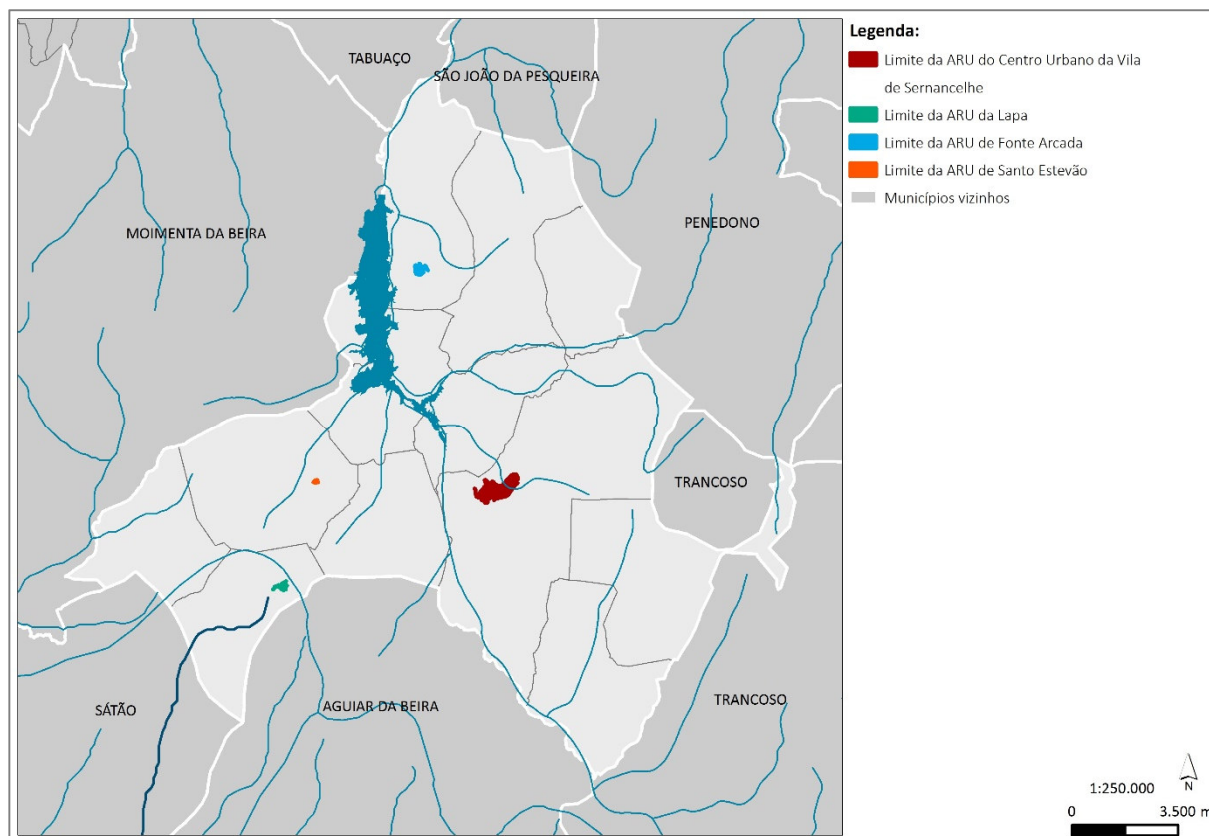 TABUAÇO
SÃO JOÃO DA PESQUEIRA
MOIMENTA DA BEIRA
PENEDONO
TRANCOSO
SÁTÃO
AGUIAR DA BEIRA
TRANCOSO
Legenda:
Limite da ARU do Centro Urbano da Vila
de Sernancelhe
Limite da ARU da Lapa
Limite da ARU de Fonte Arcada
Limite da ARU de Santo Estevão
Municípios vizinhos
1:250.000
N
0 3.500 m